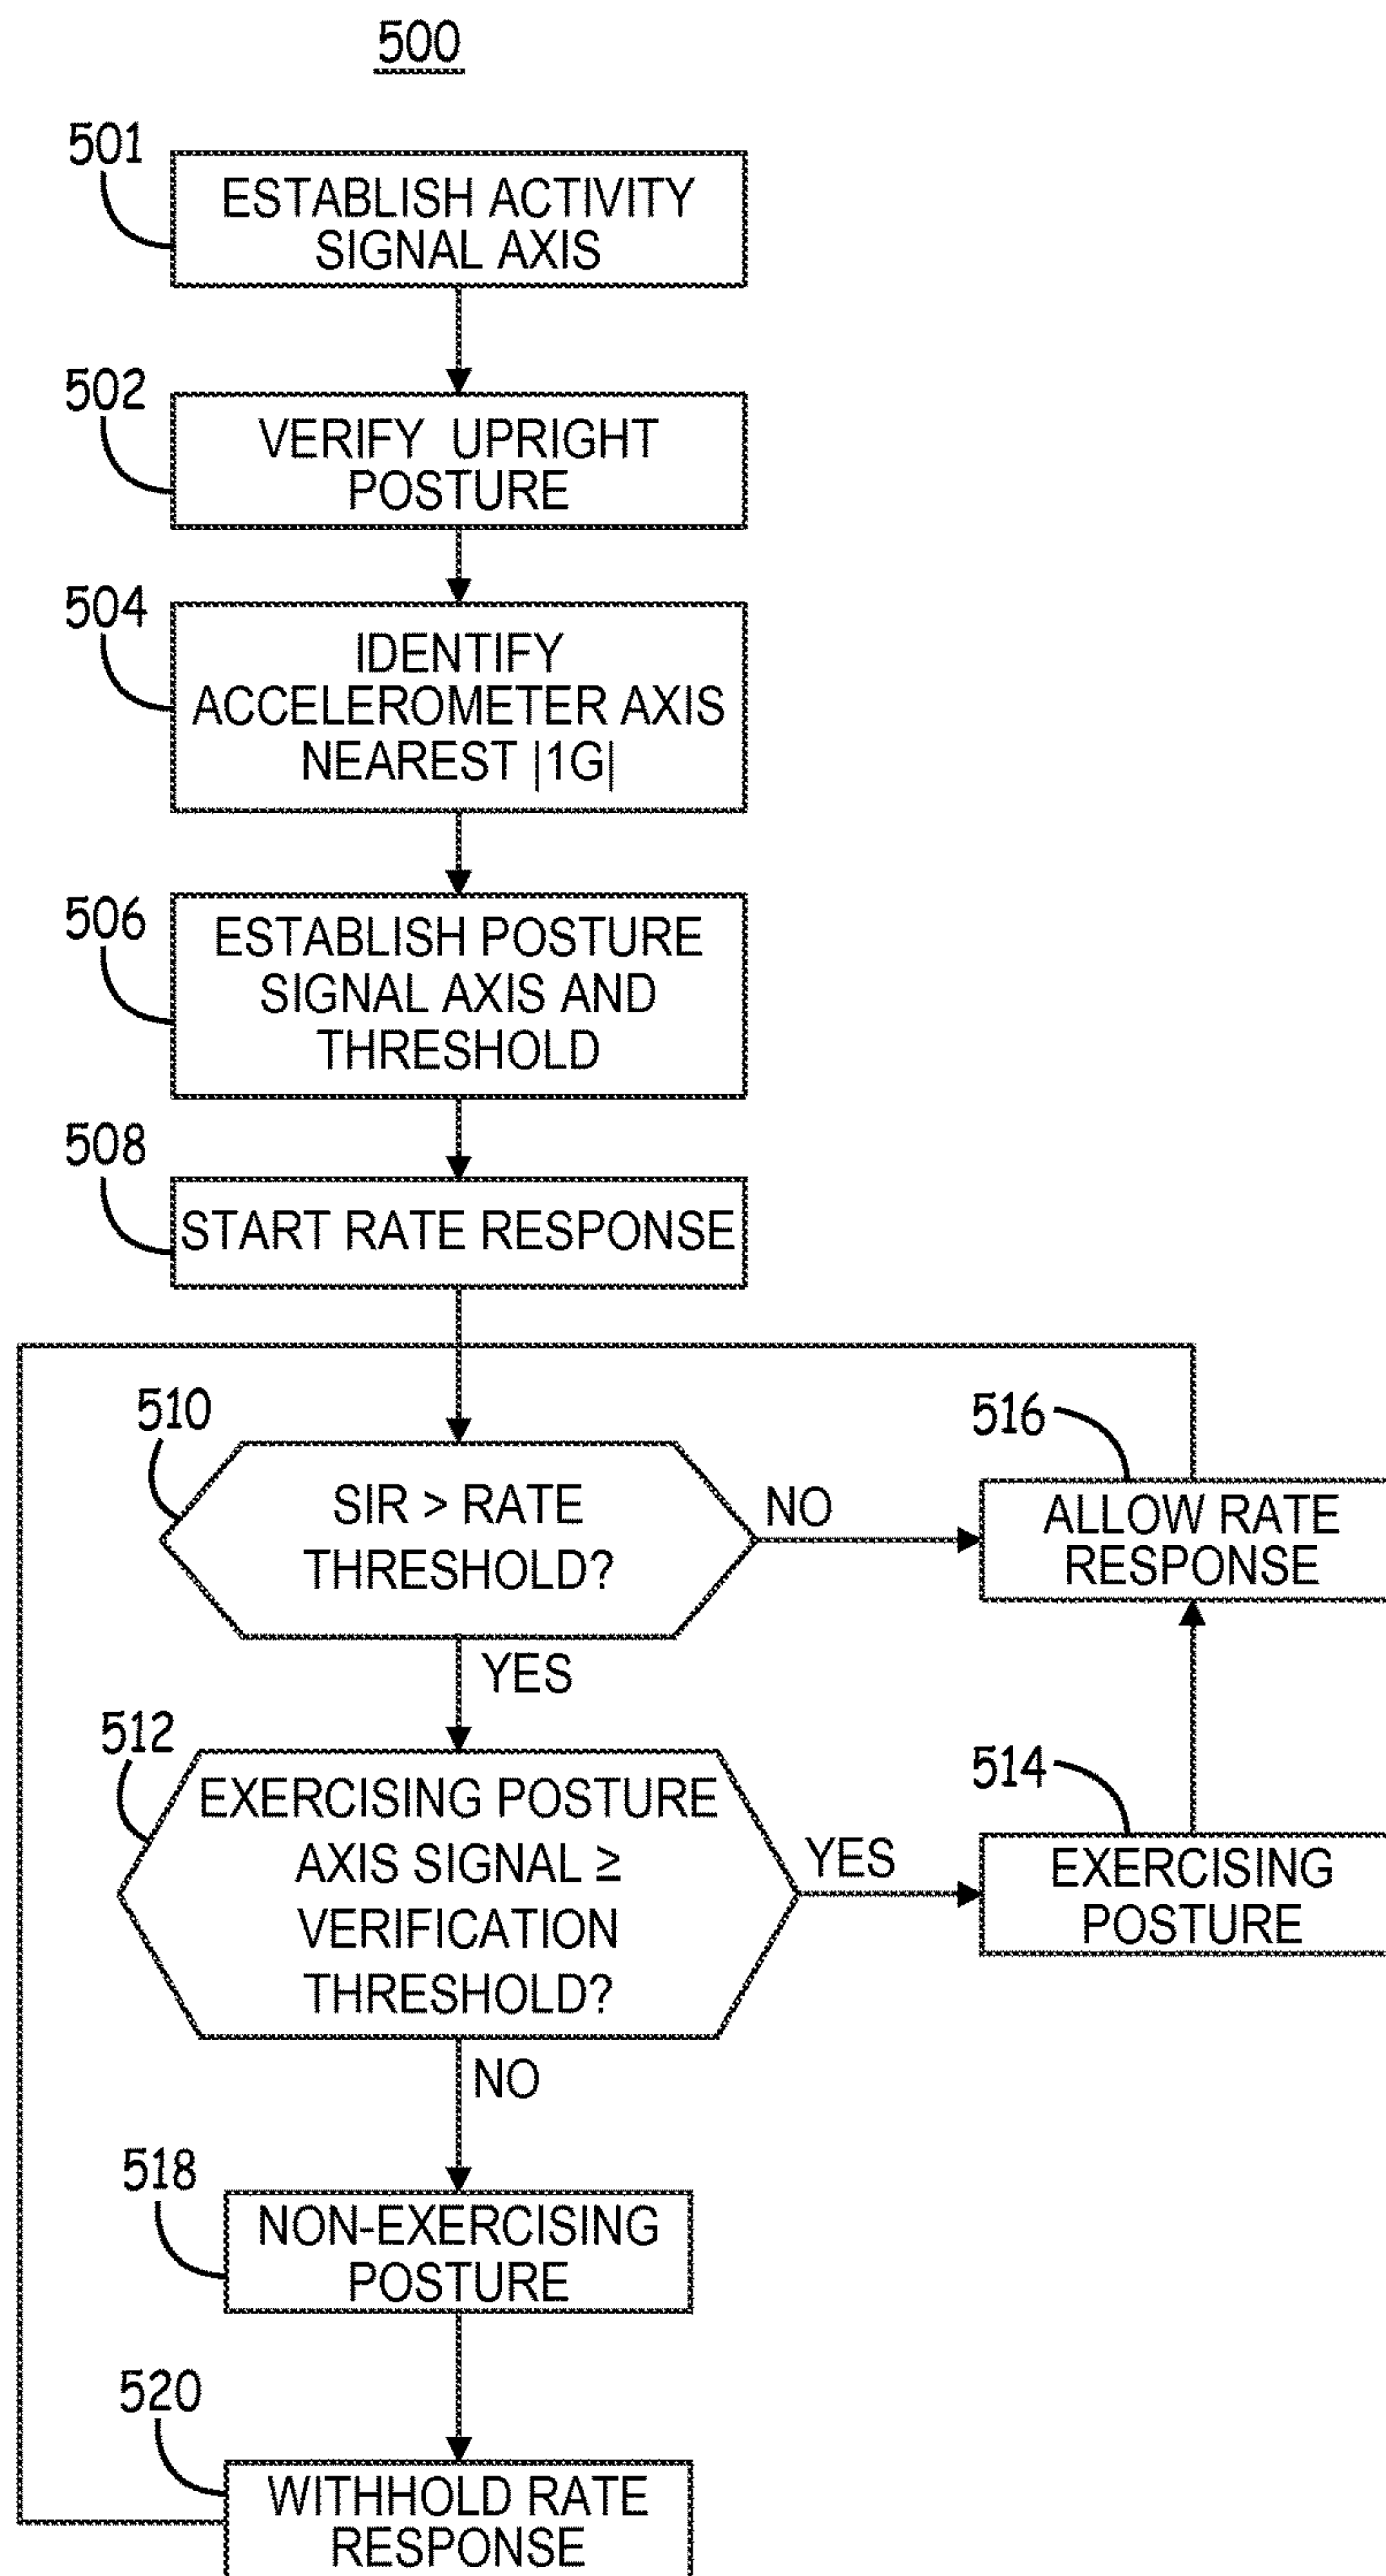 500
501
ESTABLISH ACTIVITY
SIGNAL AXIS
502
VERIFY UPRIGHT
POSTURE
504
IDENTIFY
ACCELEROMETER AXIS
NEAREST |1G|
506
ESTABLISH POSTURE
SIGNAL AXIS AND
THRESHOLD
508
START RATE RESPONSE
510
SIR > RATE
THRESHOLD?
NO
516
ALLOW RATE
RESPONSE
YES
512
EXERCISING POSTURE
AXIS SIGNAL ≥
VERIFICATION
THRESHOLD?
YES
514
EXERCISING
POSTURE
NO
518
NON-EXERCISING
POSTURE
520
WITHHOLD RATE
RESPONSE